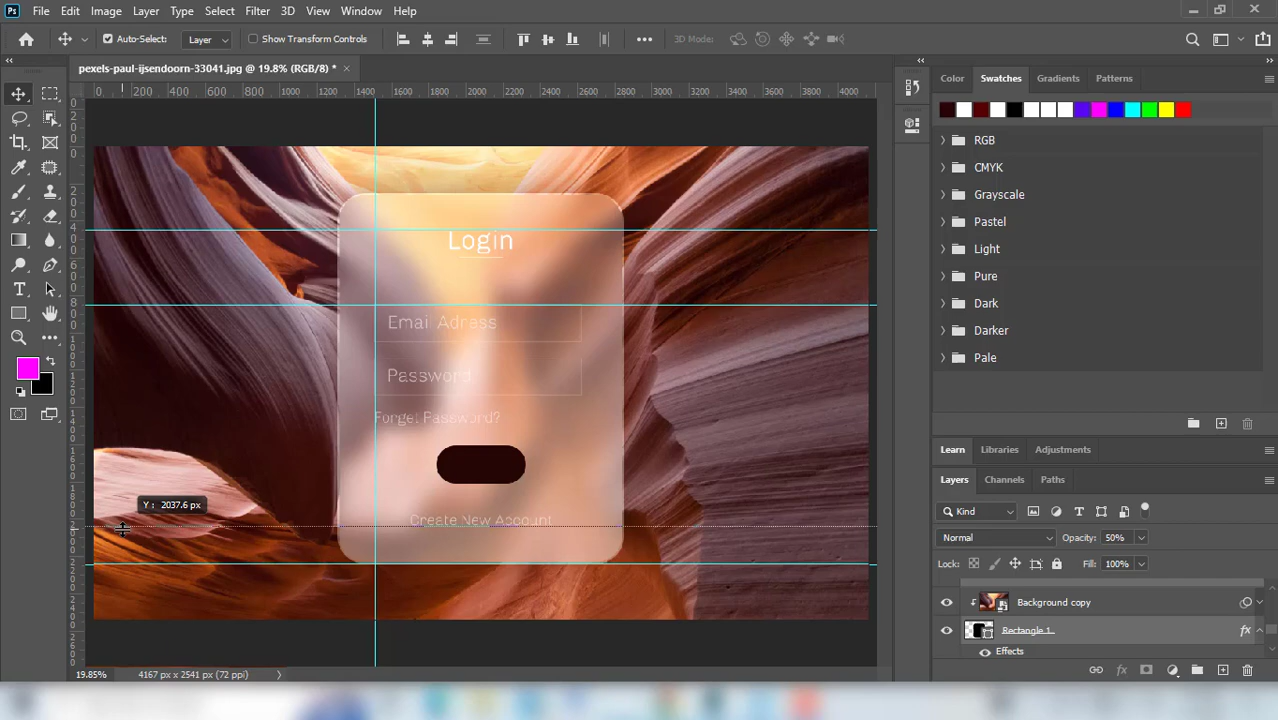 Ps File Edit Image Layer Type Select Filter 3D View Window Help
Auto-Select: Layer Show Transform Controls 3D Mode:
pexels-paul-ijsendoorn-33041.jpg @ 19.8% (RGB/8) *
Color Swatches Gradients Patterns
0 200 400 600 800 1000 1200 1400 1600 1800 2000 2200 2400 2600 2800 3000 3200 3400 3600 3800 4000
RGB
CMYK
Grayscale
Pastel
Light
Pure
Dark
Darker
Pale
Login
Emai Adress
Password
Forget Password?
Create New Account
Y : 2037.6 px
Learn Libraries Adjustments
Layers Channels Paths
Kind
Normal Opacity: 50%
Lock: Fill: 100%
Background copy
Rectangle 1 fx
Effects
fx
19.85% 4167 px x 2541 px (72 ppi)